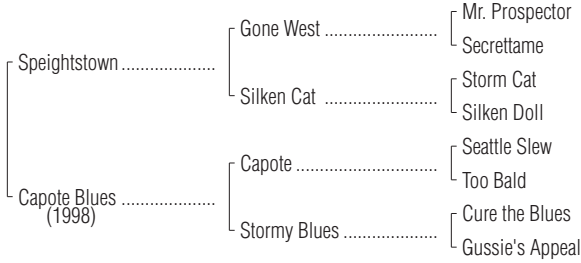 Mr. Prospector
Gone West ........................
Secrettame
Speightstown ....................
Storm Cat
Silken Cat ........................
Silken Doll
Seattle Slew
Capote ..............................
Too Bald
Capote Blues ....................
(1998)
Cure the Blues
Stormy Blues ....................
Gussie's Appeal